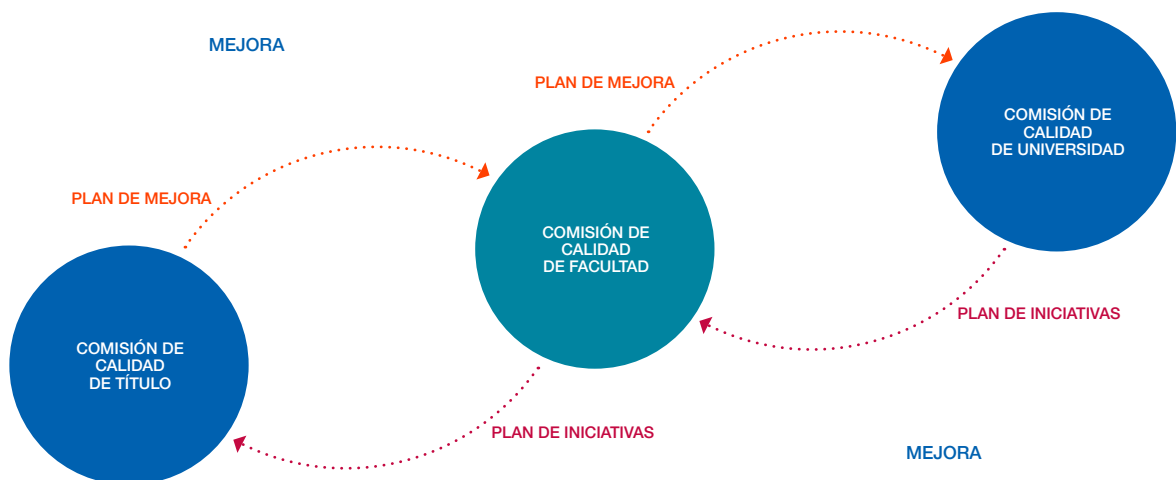 MEJORA
PLAN DE MEJORA
COMISIÓN DE
CALIDAD
DE UNIVERSIDAD
PLAN DE MEJORA
COMISIÓN DE
CALIDAD
DE FACULTAD
PLAN DE INICIATIVAS
COMISIÓN DE
CALIDAD
DE TÍTULO
PLAN DE INICIATIVAS
MEJORA